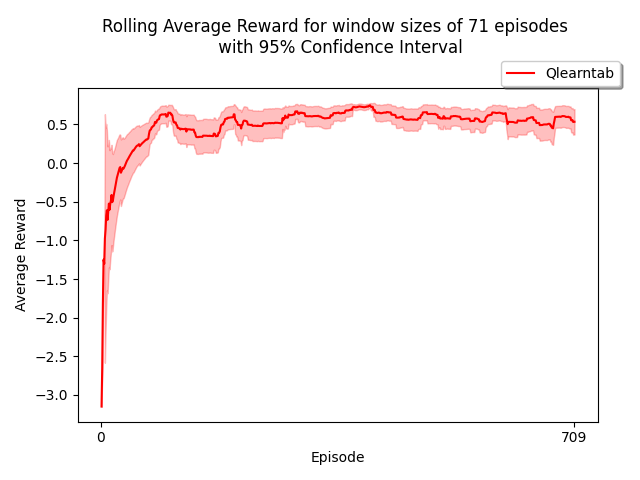 Rolling Average Reward for window sizes of 71 episodes
with 95% Confidence Interval
Qlearntab
0.5
0.0
−0.5
−1.0
−1.5
−2.0
−2.5
−3.0
Average Reward
0
709
Episode